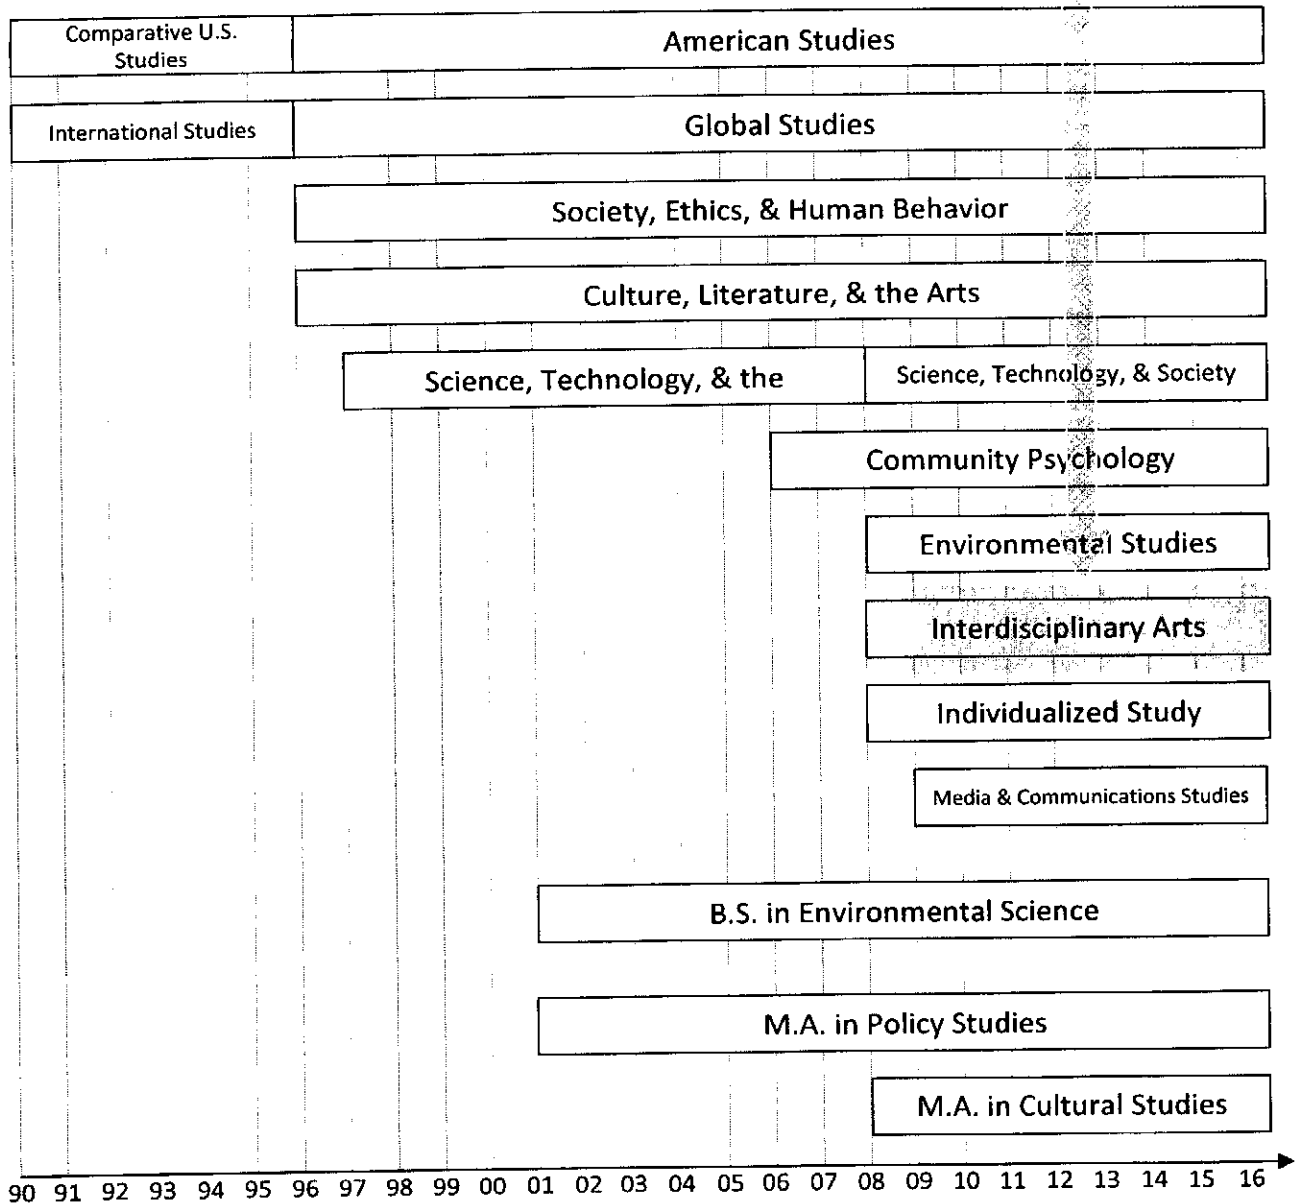 Comparative U.S.
Studies
American Studies
International Studies
Global Studies
Society, Ethics, & Human Behavior
Culture, Literature, & the Arts
Science, Technology, & the
Science, Technology, & Society
Community Psychology
Environmental Studies
Interdisciplinary Arts
Individualized Study
Media & Communications Studies
B.S. in Environmental Science
M.A. in Policy Studies
M.A. in Cultural Studies
90 91 92 93 94 95 96 97 98 99 00 01 02 03 04 05 06 07 08 09 10 11 12 13 14 15 16